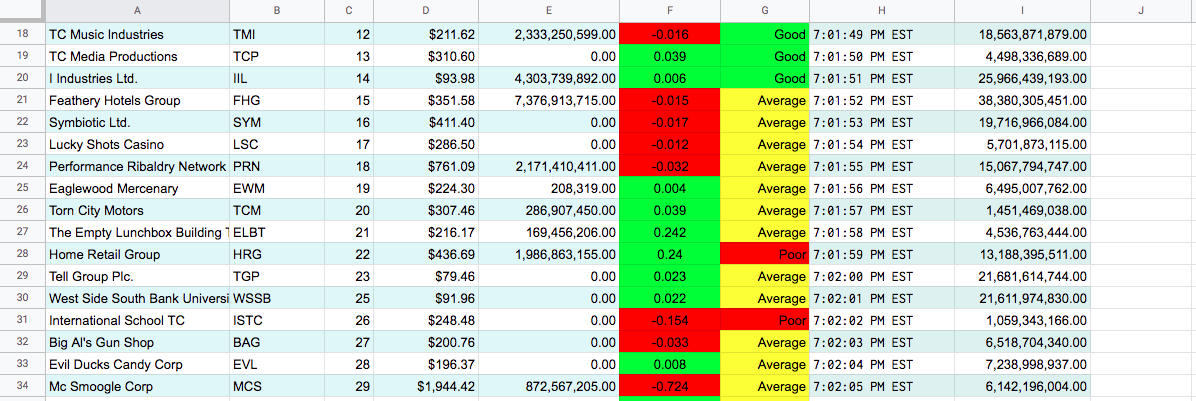 A B C D E F G H I J
18 TC Music Industries TMI 12 $211.62 2,333,250,599.00 -0.016 Good 7:01:49 PM EST 18,563,871,879.00
19 TC Media Productions TCP 13 $310.60 0.00 0.039 Good 7:01:50 PM EST 4,498,336,689.00
20 I Industries Ltd. IIL 14 $93.98 4,303,739,892.00 0.006 Good 7:01:51 PM EST 25,966,439,193.00
21 Feathery Hotels Group FHG 15 $351.58 7,376,913,715.00 -0.015 Average 7:01:52 PM EST 38,380,305,451.00
22 Symbiotic Ltd. SYM 16 $411.40 0.00 -0.017 Average 7:01:53 PM EST 19,716,966,084.00
23 Lucky Shots Casino LSC 17 $286.50 0.00 -0.012 Average 7:01:54 PM EST 5,701,873,115.00
24 Performance Ribaldry Network PRN 18 $761.09 2,171,410,411.00 -0.032 Average 7:01:55 PM EST 15,067,794,747.00
25 Eaglewood Mercenary EWM 19 $224.30 208,319.00 0.004 Average 7:01:56 PM EST 6,495,007,762.00
26 Torn City Motors TCM 20 $307.46 286,907,450.00 0.039 Average 7:01:57 PM EST 1,451,469,038.00
27 The Empty Lunchbox Building T ELBT 21 $216.17 169,456,206.00 0.242 Average 7:01:58 PM EST 4,536,763,444.00
28 Home Retail Group HRG 22 $436.69 1,986,863,155.00 0.24 Poor 7:01:59 PM EST 13,188,395,511.00
29 Tell Group Plc. TGP 23 $79.46 0.00 0.023 Average 7:02:00 PM EST 21,681,614,744.00
30 West Side South Bank Universi WSSB 25 $91.96 0.00 0.022 Average 7:02:01 PM EST 21,611,974,830.00
31 International School TC ISTC 26 $248.48 0.00 -0.154 Poor 7:02:02 PM EST 1,059,343,166.00
32 Big Al's Gun Shop BAG 27 $200.76 0.00 -0.033 Average 7:02:03 PM EST 6,518,704,340.00
33 Evil Ducks Candy Corp EVL 28 $196.37 0.00 0.008 Average 7:02:04 PM EST 7,238,998,937.00
34 Mc Smoogle Corp MCS 29 $1,944.42 872,567,205.00 -0.724 Average 7:02:05 PM EST 6,142,196,004.00